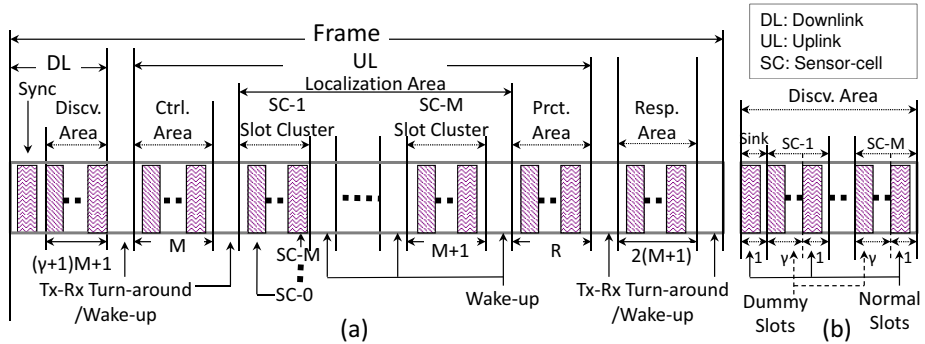 Frame
DL
UL
Sync
Localization Area
Discv.
Area
Ctrl.
Area
SC-1
Slot Cluster
SC-M
Slot Cluster
Prct.
Area
Resp.
Area
(γ+1)M+1
M
SC-M
SC-0
M+1
R
2(M+1)
Tx-Rx Turn-around
/Wake-up
Wake-up
Tx-Rx Turn-around
/Wake-up
(a)
DL: Downlink
UL: Uplink
SC: Sensor-cell
Discv. Area
Sink
SC-1
SC-M
1
γ
1
γ
1
Dummy
Slots
Normal
Slots
(b)